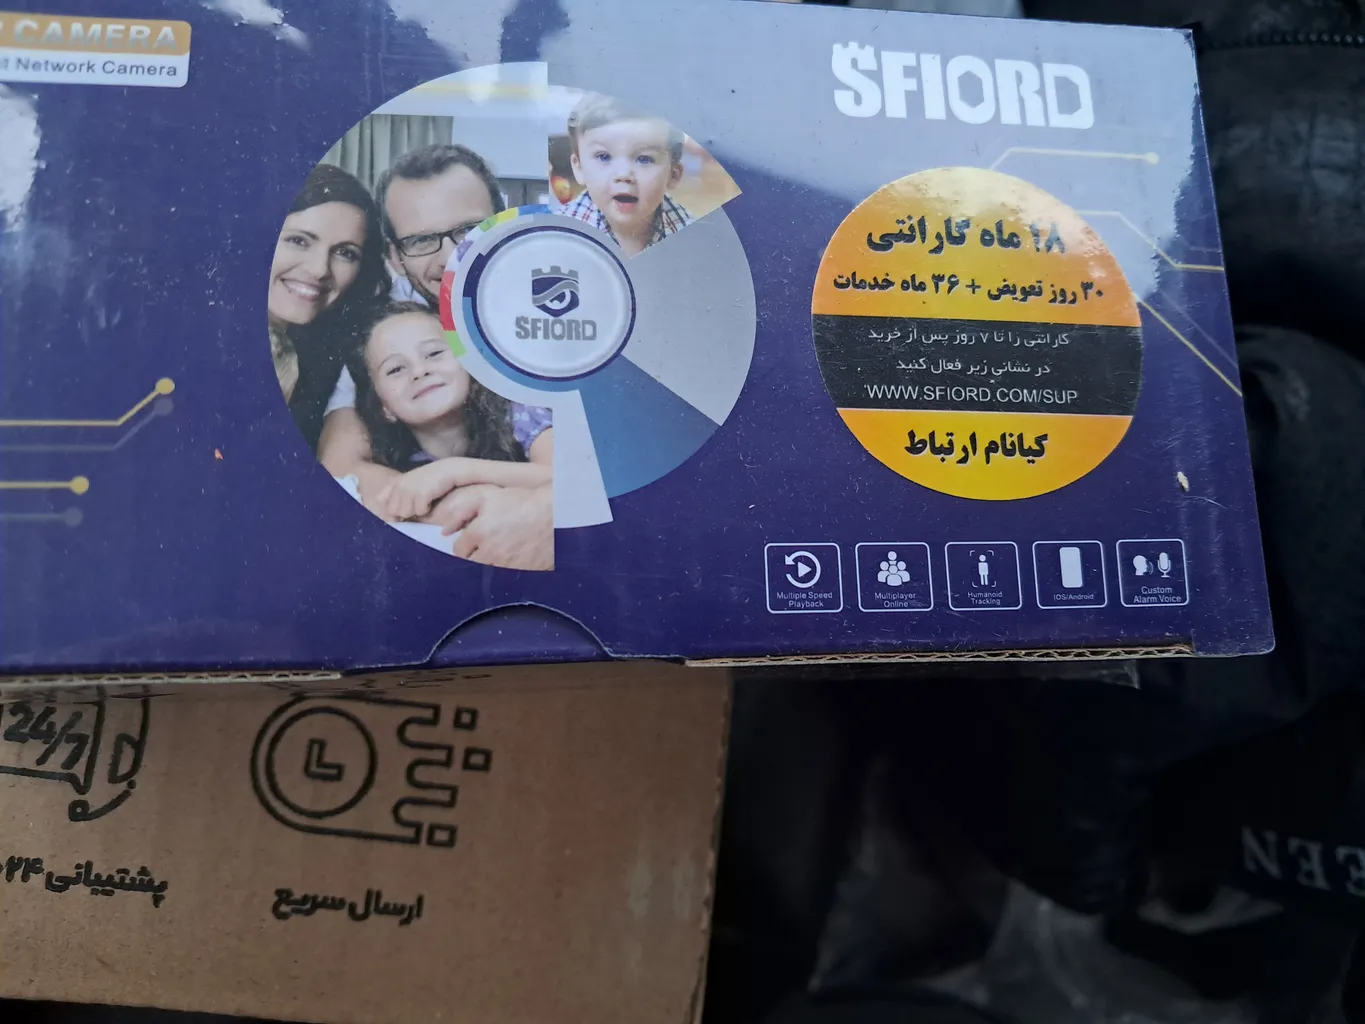 CAMERA
Network Camera
SFIORD
SFIORD
۱۸ ماه گارانتی
۳۰ روز تعویض + ۳۶ ماه خدمات
گارانتی را تا ۷ روز پس از خرید
در نشانی زیر فعال کنید
WWW.SFIORD.COM/SUP
کیانام ارتباط
Multiple Speed
Playback
Multiplayer
Online
Humanoid
Tracking
IOS/Android
Custom
Alarm Voice
24/7
پشتیبانی ۲۴
ارسال سریع